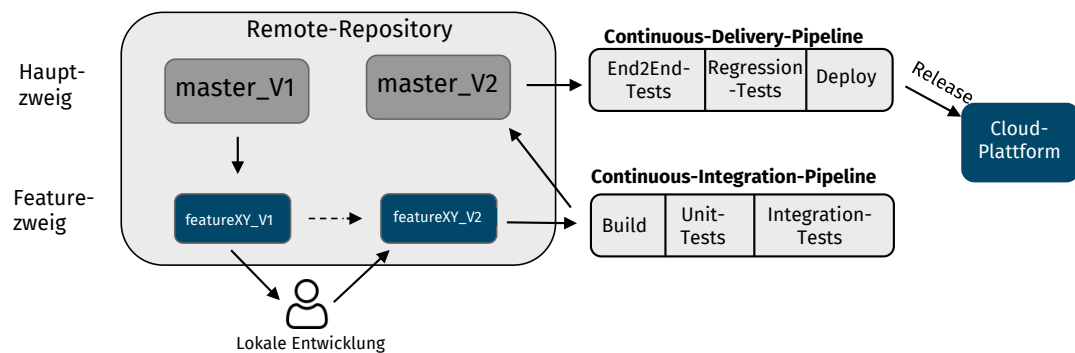 Remote-Repository
Continuous-Delivery-Pipeline
Haupt-
zweig
master_V1
master_V2
End2End-
Tests
Regression
-Tests
Deploy
Release
Cloud-
Plattform
Continuous-Integration-Pipeline
Feature-
zweig
featureXY_V1
featureXY_V2
Build
Unit-
Tests
Integration-
Tests
Lokale Entwicklung